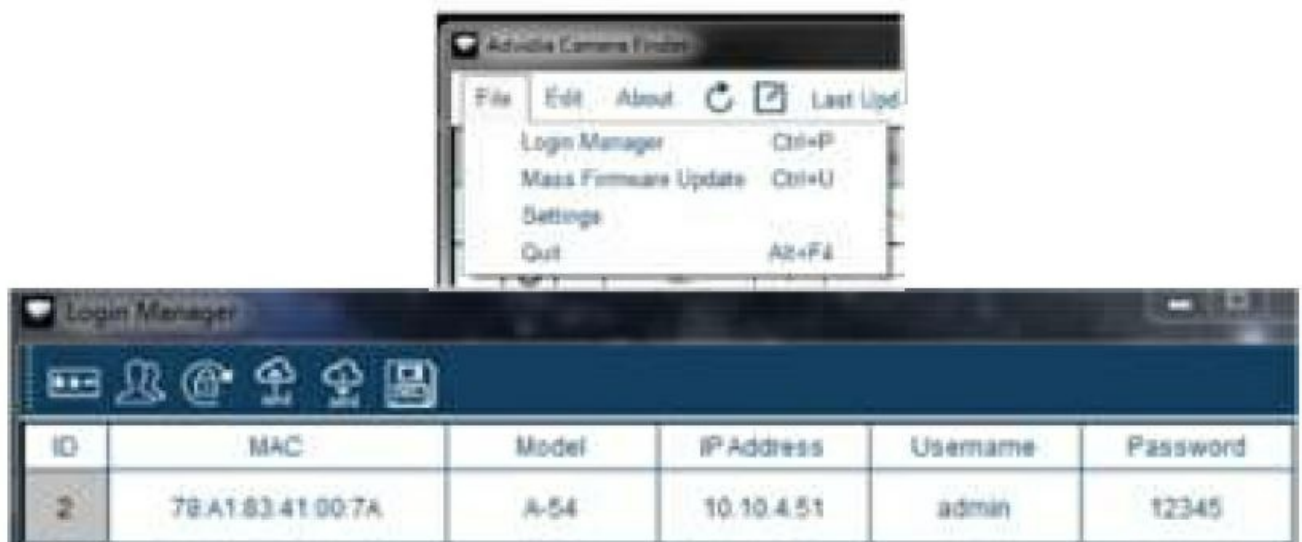 Advidia Camera Finder
File Edit About Last Upd
Login Manager Ctrl+P
Mass Firmware Update Ctrl+U
Settings
Quit Alt+F4
Login Manager
ID MAC Model IP Address Username Password
2 78:A1:83:41:00:7A A-54 10.10.4.51 admin 12345